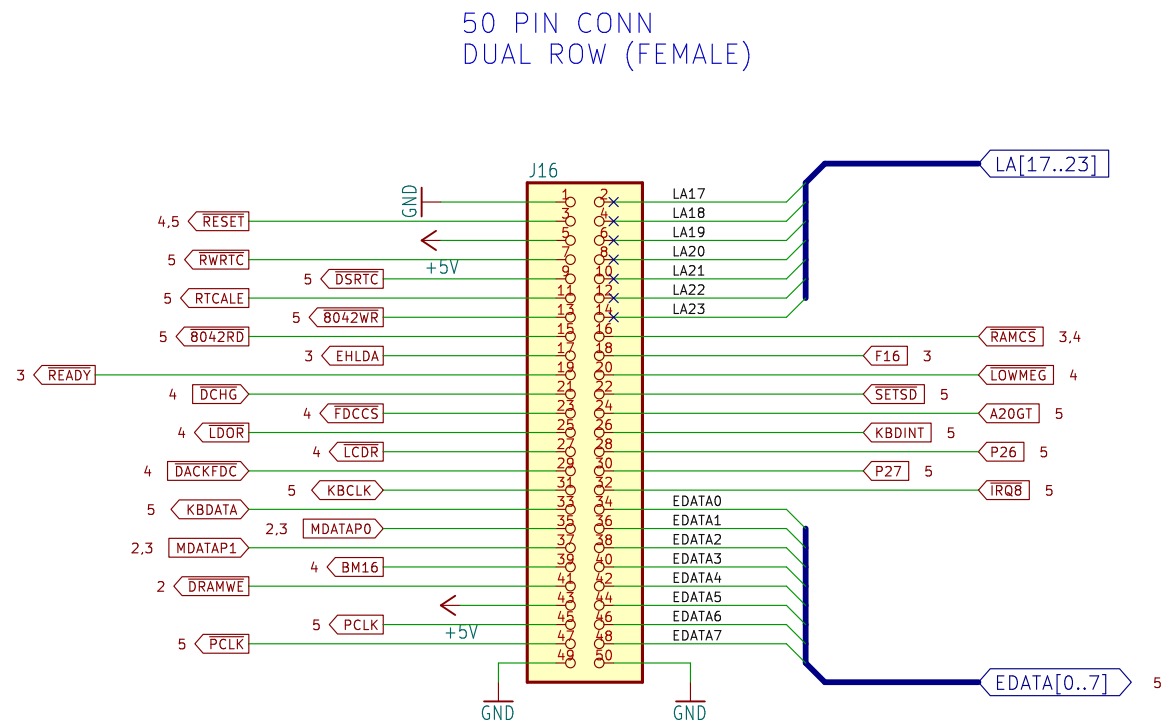 50 PIN CONN
DUAL ROW (FEMALE)
J16
LA[17..23]
GND 1 2 LA17
4,5 RESET 3 4 LA18
5 6 LA19
+5V
5 RWRTC 7 8 LA20
5 DSRTC 9 10 LA21
5 RTCALE 11 12 LA22
5 8042WR 13 14 LA23
5 8042RD 15 16 RAMCS 3,4
3 EHLDA 17 18 F16 3
3 READY 19 20 LOWMEG 4
4 DCHG 21 22 SETSD 5
4 FDCCS 23 24 A20GT 5
4 LDOR 25 26 KBDINT 5
4 LCDR 27 28 P26 5
4 DACKFDC 29 30 P27 5
5 KBCLK 31 32 IRQ8 5
5 KBDATA 33 34 EDATA0
2,3 MDATAP0 35 36 EDATA1
2,3 MDATAP1 37 38 EDATA2
4 BM16 39 40 EDATA3
2 DRAMWE 41 42 EDATA4
43 44 EDATA5
+5V
5 PCLK 45 46 EDATA6
5 PCLK 47 48 EDATA7
49 50
EDATA[0..7] 5
GND GND